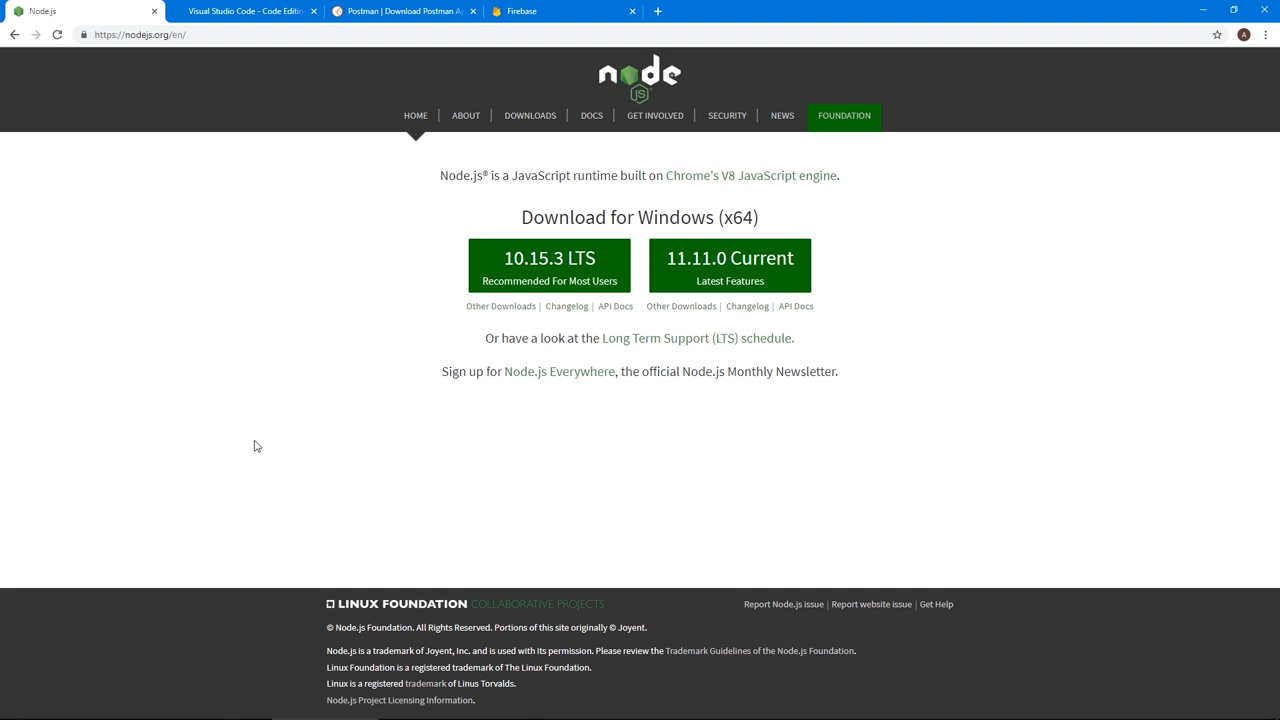 Node.js
Visual Studio Code - Code Editin
Postman | Download Postman A
Firebase
https://nodejs.org/en/
A
node
JS
HOME
ABOUT
DOWNLOADS
DOCS
GET INVOLVED
SECURITY
NEWS
FOUNDATION
Node.js® is a JavaScript runtime built on Chrome's V8 JavaScript engine.
Download for Windows (x64)
10.15.3 LTS
Recommended For Most Users
11.11.0 Current
Latest Features
Other Downloads | Changelog | API Docs
Other Downloads | Changelog | API Docs
Or have a look at the Long Term Support (LTS) schedule.
Sign up for Node.js Everywhere, the official Node.js Monthly Newsletter.
LINUX FOUNDATION COLLABORATIVE PROJECTS
Report Node.js issue | Report website issue | Get Help
© Node.js Foundation. All Rights Reserved. Portions of this site originally © Joyent.
Node.js is a trademark of Joyent, Inc. and is used with its permission. Please review the Trademark Guidelines of the Node.js Foundation.
Linux Foundation is a registered trademark of The Linux Foundation.
Linux is a registered trademark of Linus Torvalds.
Node.js Project Licensing Information.